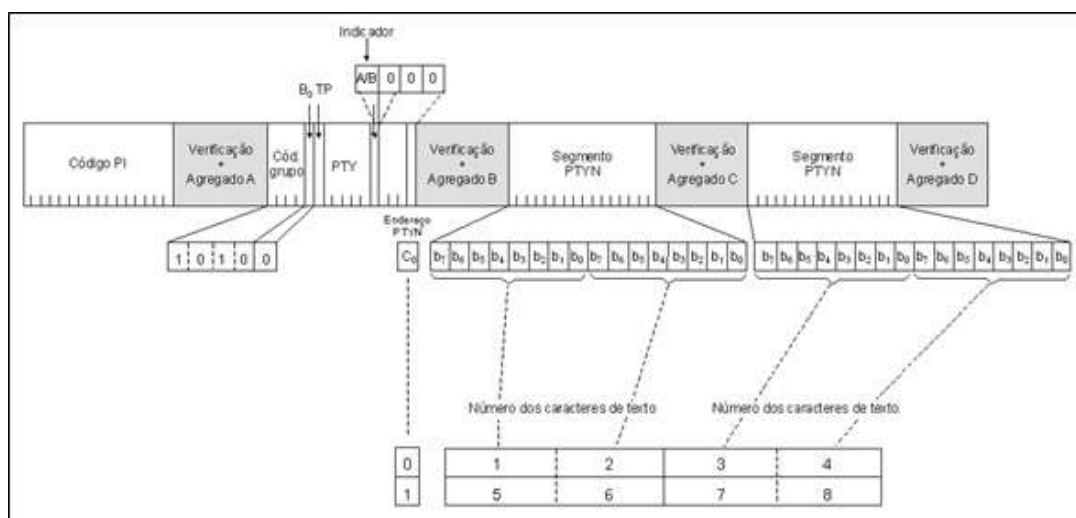 Indicador
A/B 0 0 0
B0 TP
Código PI
Verificação + Agregado A
Cód. grupo
PTY
Verificação + Agregado B
Segmento PTYN
Verificação + Agregado C
Segmento PTYN
Verificação + Agregado D
Endereço PTYN
1 0 1 0 0
C0
b7 b6 b5 b4 b3 b2 b1 b0 b7 b6 b5 b4 b3 b2 b1 b0
b7 b6 b5 b4 b3 b2 b1 b0 b7 b6 b5 b4 b3 b2 b1 b0
Número dos caracteres de texto
Número dos caracteres de texto
0 1 2 3 4
1 5 6 7 8